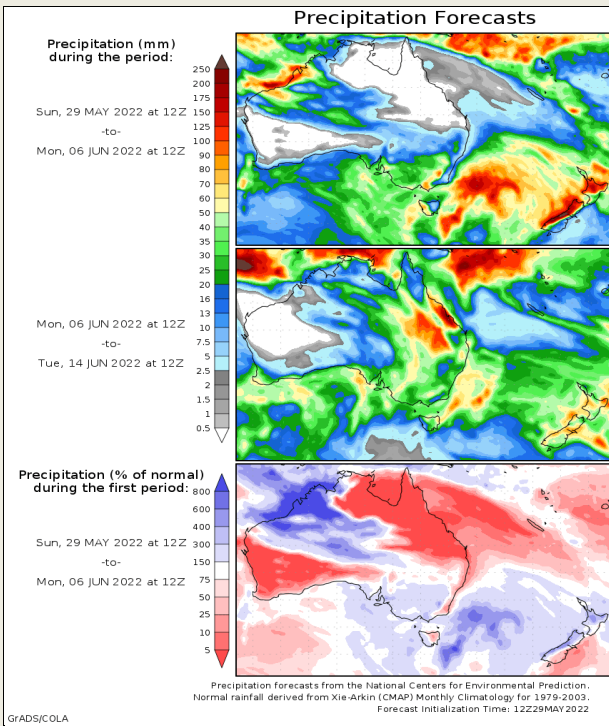 Precipitation Forecasts
Precipitation (mm)
during the period:
250
200
175
150
125
100
90
80
70
60
50
40
35
30
25
20
16
13
10
7.5
5
2.5
2
1.5
1
0.5
Sun, 29 MAY 2022 at 12Z
-to-
Mon, 06 JUN 2022 at 12Z
Mon, 06 JUN 2022 at 12Z
-to-
Tue, 14 JUN 2022 at 12Z
Precipitation (% of normal)
during the first period:
800
600
400
300
150
75
50
25
10
5
Sun, 29 MAY 2022 at 12Z
-to-
Mon, 06 JUN 2022 at 12Z
Precipitation forecasts from the National Centers for Environmental Prediction.
Normal rainfall derived from Xie-Arkin (CMAP) Monthly Climatology for 1979-2003.
Forecast Initialization Time: 12Z29MAY2022
GrADS/COLA